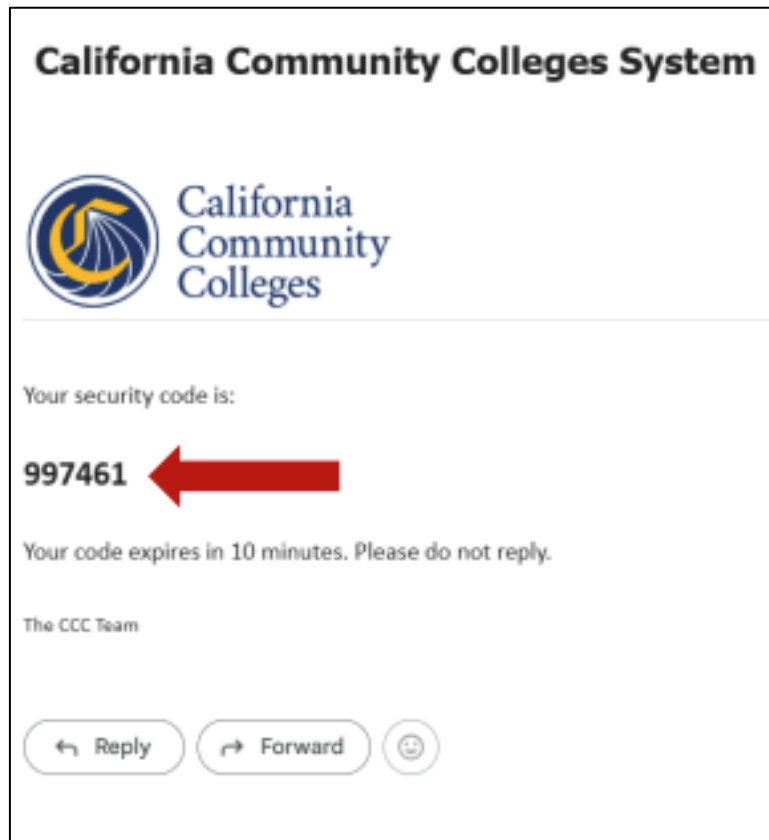 California Community Colleges System
California
Community
Colleges
Your security code is:
997461
Your code expires in 10 minutes. Please do not reply.
The CCC Team
Reply Forward